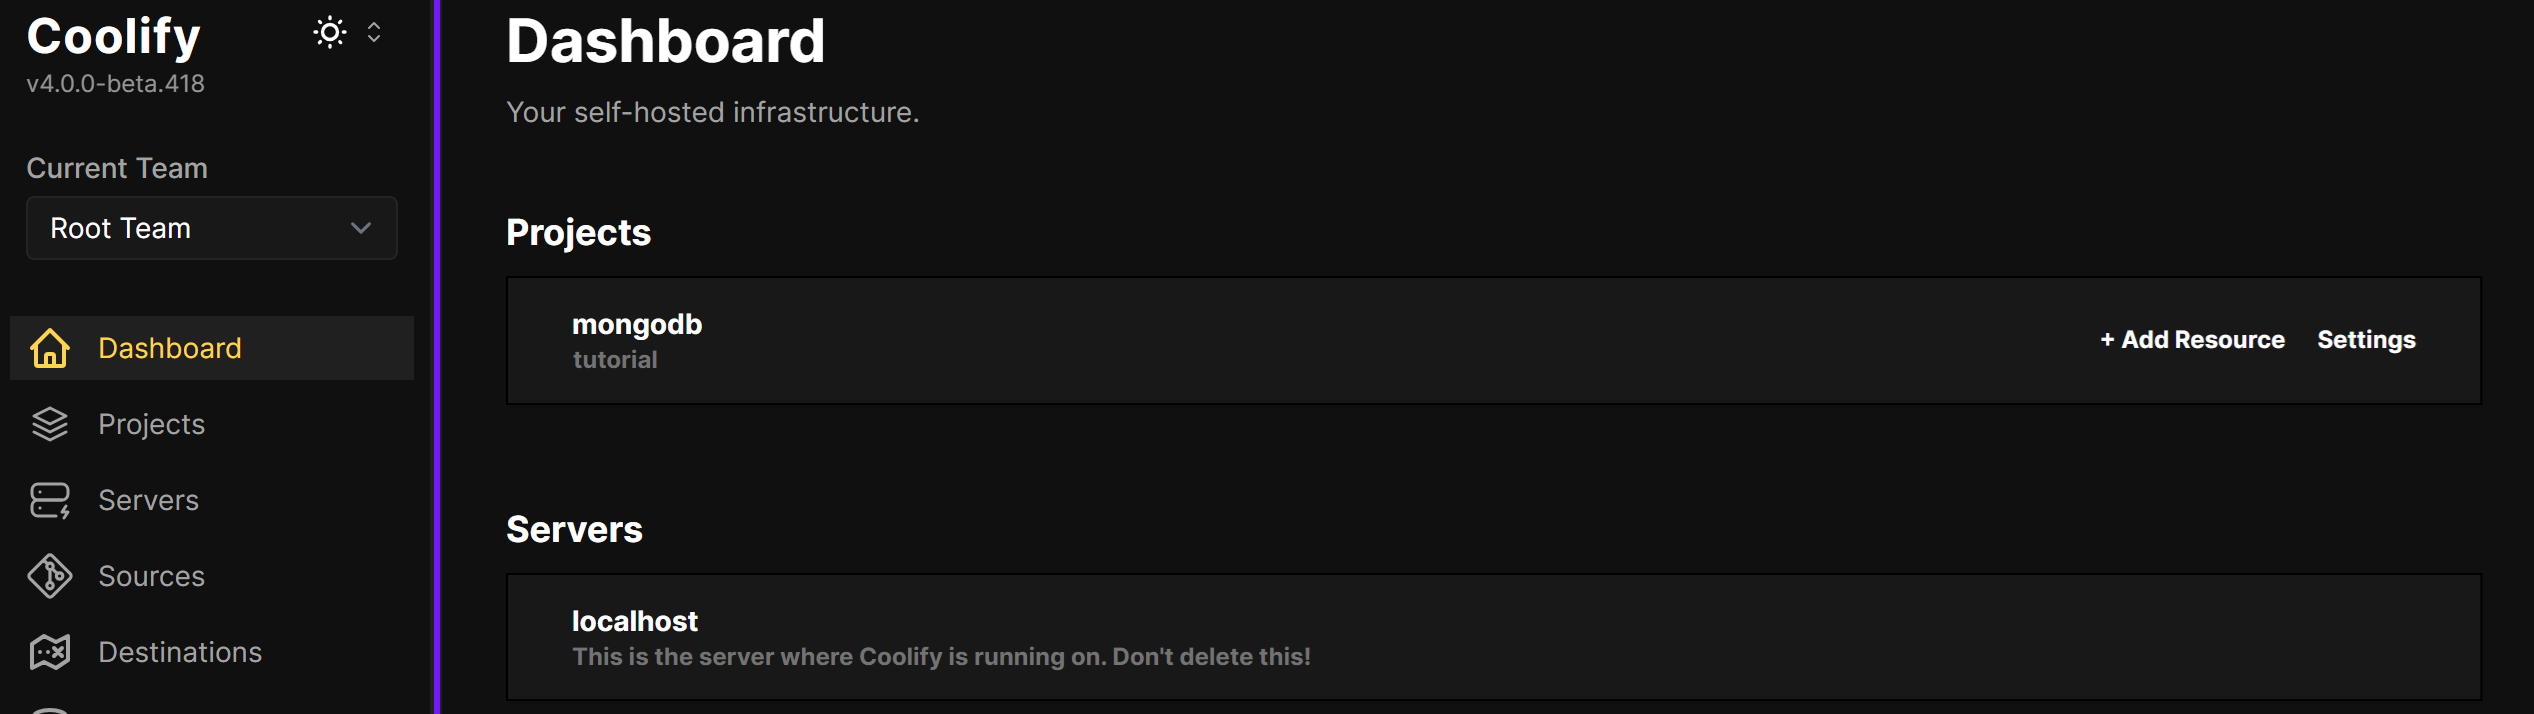 Coolify
v4.0.0-beta.418
Current Team
Root Team
Dashboard
Projects
Servers
Sources
Destinations
Dashboard
Your self-hosted infrastructure.
Projects
mongodb
tutorial
+ Add Resource Settings
Servers
localhost
This is the server where Coolify is running on. Don't delete this!